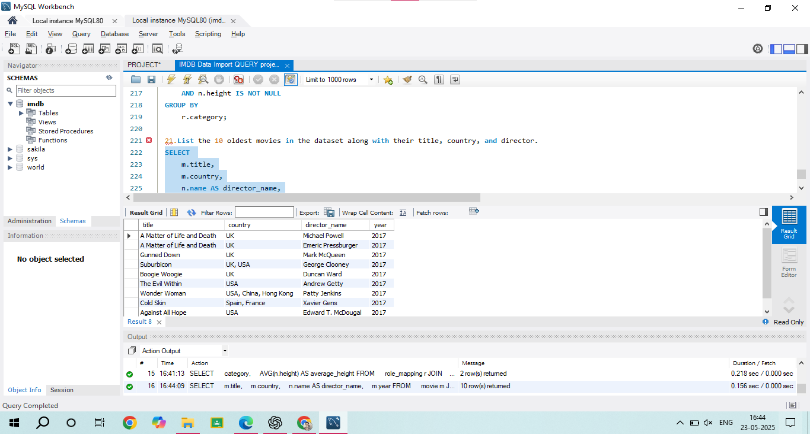 MySQL Workbench
Local instance MySQL80 × Local instance MySQL80 (imd... ×
File Edit View Query Database Server Tools Scripting Help
Navigator PROJECT* IMDB Data Import QUERY proje... ×
SCHEMAS
Limit to 1000 rows
Filter objects
imdb
Tables
Views
Stored Procedures
Functions
sakila
sys
world
217 AND n.height IS NOT NULL
218 GROUP BY
219 r.category;
220
221 21.List the 10 oldest movies in the dataset along with their title, country, and director.
222 SELECT
223 m.title,
224 m.country,
225 n.name AS director_name,
Administration Schemas
Information
No object selected
Result Grid Filter Rows: Export: Wrap Cell Content: Fetch rows:
title country director_name year
A Matter of Life and Death UK Michael Powell 2017
A Matter of Life and Death UK Emeric Pressburger 2017
Gunned Down UK Mark McQueen 2017
Suburbicon UK, USA George Clooney 2017
Boogie Woogie UK Duncan Ward 2017
The Evil Within USA Andrew Getty 2017
Wonder Woman USA, China, Hong Kong Patty Jenkins 2017
Cold Skin Spain, France Xavier Gens 2017
Against All Hope USA Edward T. McDougal 2017
Result Grid
Form Editor
Result 8 × Read Only
Output
Action Output
# Time Action Message Duration / Fetch
15 16:41:13 SELECT category, AVG(n.height) AS average_height FROM role_mapping r JOIN ... 2 row(s) returned 0.218 sec / 0.000 sec
16 16:44:09 SELECT m.title, m.country, n.name AS director_name, m.year FROM movie m J... 10 row(s) returned 0.156 sec / 0.000 sec
Object Info Session
Query Completed
ENG
16:44
23-05-2025